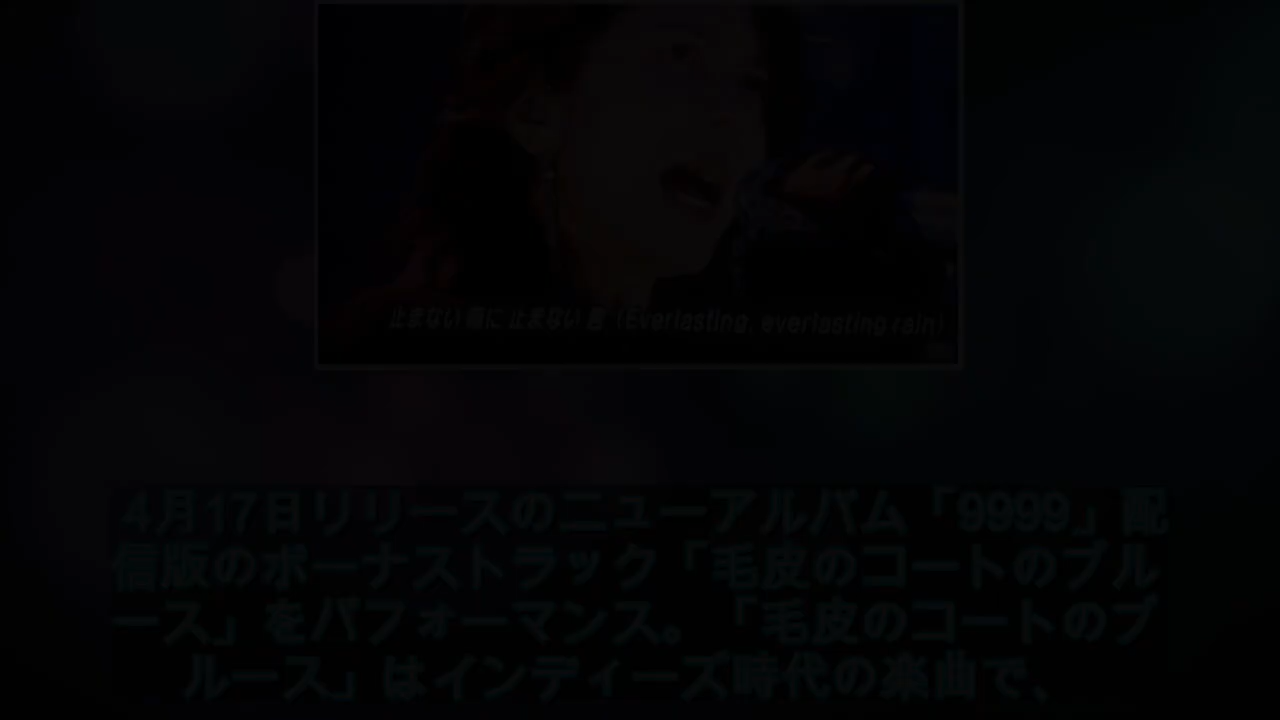 止まない 雨に 止まない 雨 (Everlasting, everlasting rain)
4月17日リリースのニューアルバム「9999」配
信版のボーナストラック「毛皮のコートのブル
ース」をパフォーマンス。「毛皮のコートのブ
ルース」はインディーズ時代の楽曲で、